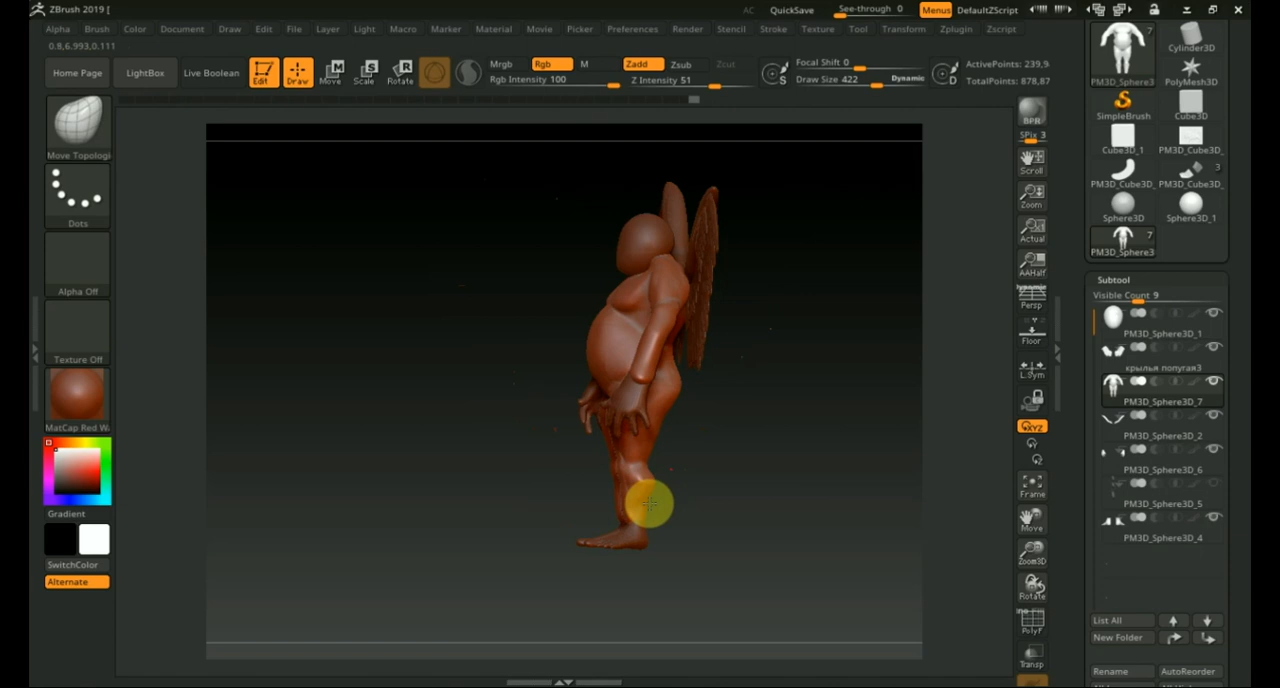 ZBrush 2019 [
AC QuickSave See-through 0 Menus DefaultZScript
Alpha Brush Color Document Draw Edit File Layer Light Macro Marker Material Movie Picker Preferences Render Stencil Stroke Texture Tool Transform Zplugin Zscript
0.8,6.993,0.111
Home Page LightBox Live Boolean Edit Draw Move Scale Rotate
Mrgb Rgb M Zadd Zsub Zcut
Rgb Intensity 100 Z Intensity 51
Focal Shift 0
Draw Size 422 Dynamic
ActivePoints: 239,9
TotalPoints: 878,87
Move Topologi
Dots
Alpha Off
Texture Off
MatCap Red Wa
Gradient
SwitchColor
Alternate
BPR
SPix 3
Scroll
Zoom
Actual
AAHalf
Dynamic
Persp
Floor
L.Sym
XYZ
Frame
Move
Zoom3D
Rotate
PolyF
Transp
7
PM3D_Sphere3 Cylinder3D
PolyMesh3D
SimpleBrush Cube3D
Cube3D_1 PM3D_Cube3D_
3
PM3D_Cube3D_ PM3D_Cube3D_
Sphere3D Sphere3D_1
7
PM3D_Sphere3
Subtool
Visible Count 9
PM3D_Sphere3D_1
крылья попугая3
PM3D_Sphere3D_7
PM3D_Sphere3D_2
PM3D_Sphere3D_6
PM3D_Sphere3D_5
PM3D_Sphere3D_4
List All
New Folder
Rename AutoReorder